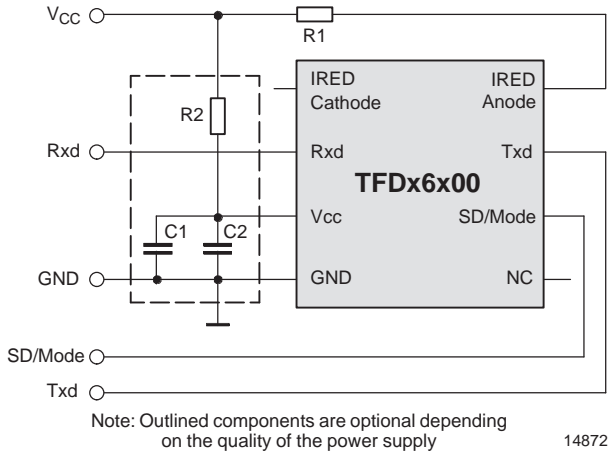 VCC
R1
IRED
Cathode
IRED
Anode
R2
Rxd
Rxd
Txd
TFDx6x00
Vcc
SD/Mode
C1
C2
GND
GND
NC
SD/Mode
Txd
Note: Outlined components are optional depending
on the quality of the power supply
14872